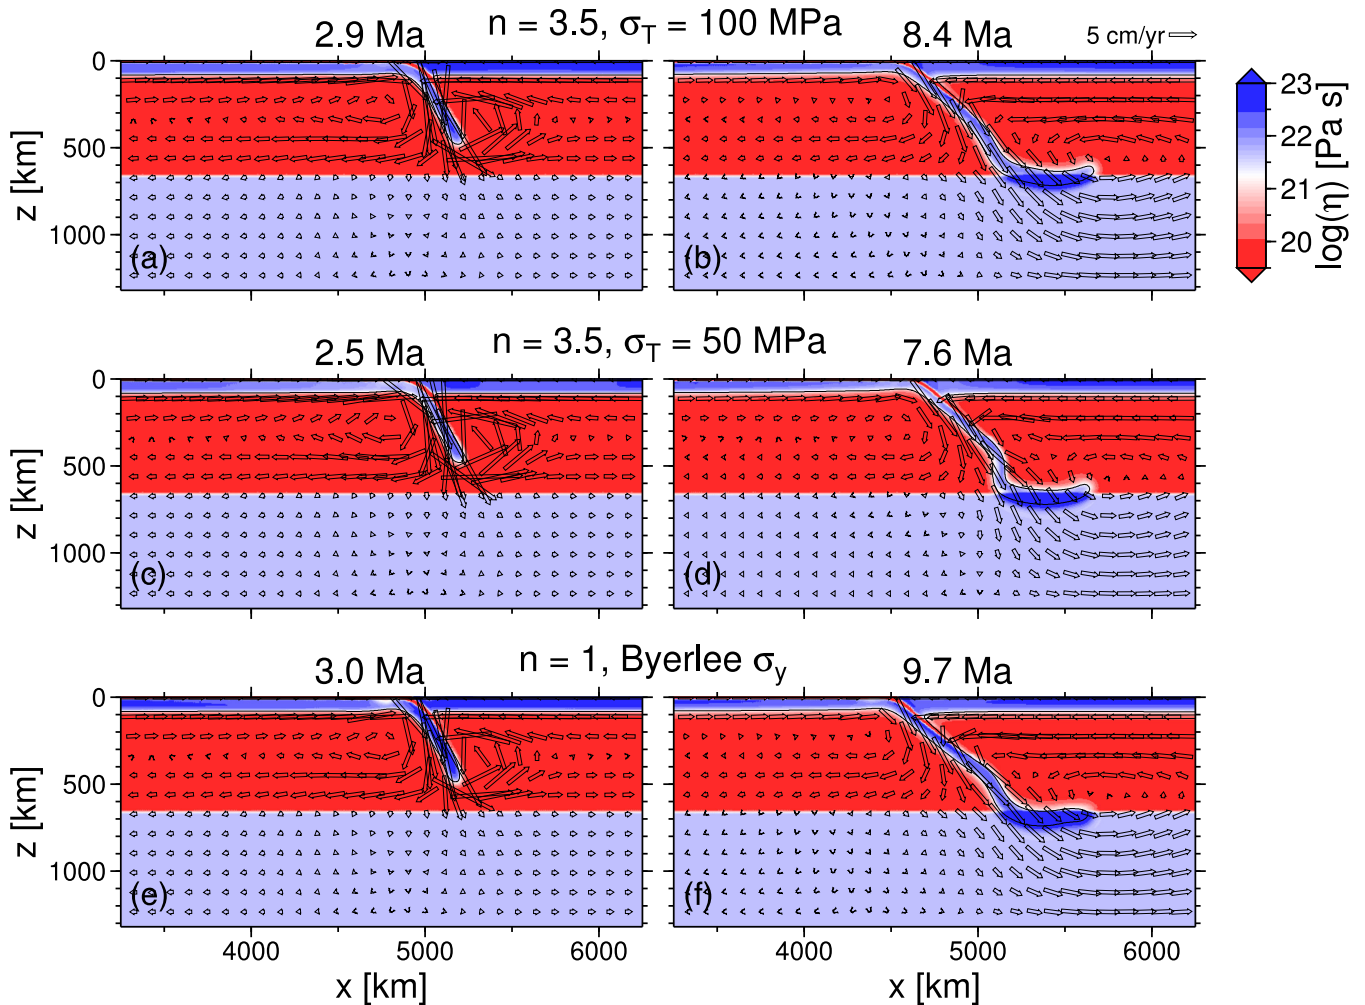 n = 3.5, σT = 100 MPa
2.9 Ma
8.4 Ma
5 cm/yr
0
500
1000
z [km]
(a)
(b)
23
22
21
20
log(η) [Pa s]
n = 3.5, σT = 50 MPa
2.5 Ma
7.6 Ma
0
500
1000
z [km]
(c)
(d)
n = 1, Byerlee σy
3.0 Ma
9.7 Ma
0
500
1000
z [km]
(e)
(f)
4000 5000 6000 4000 5000 6000
x [km] x [km]